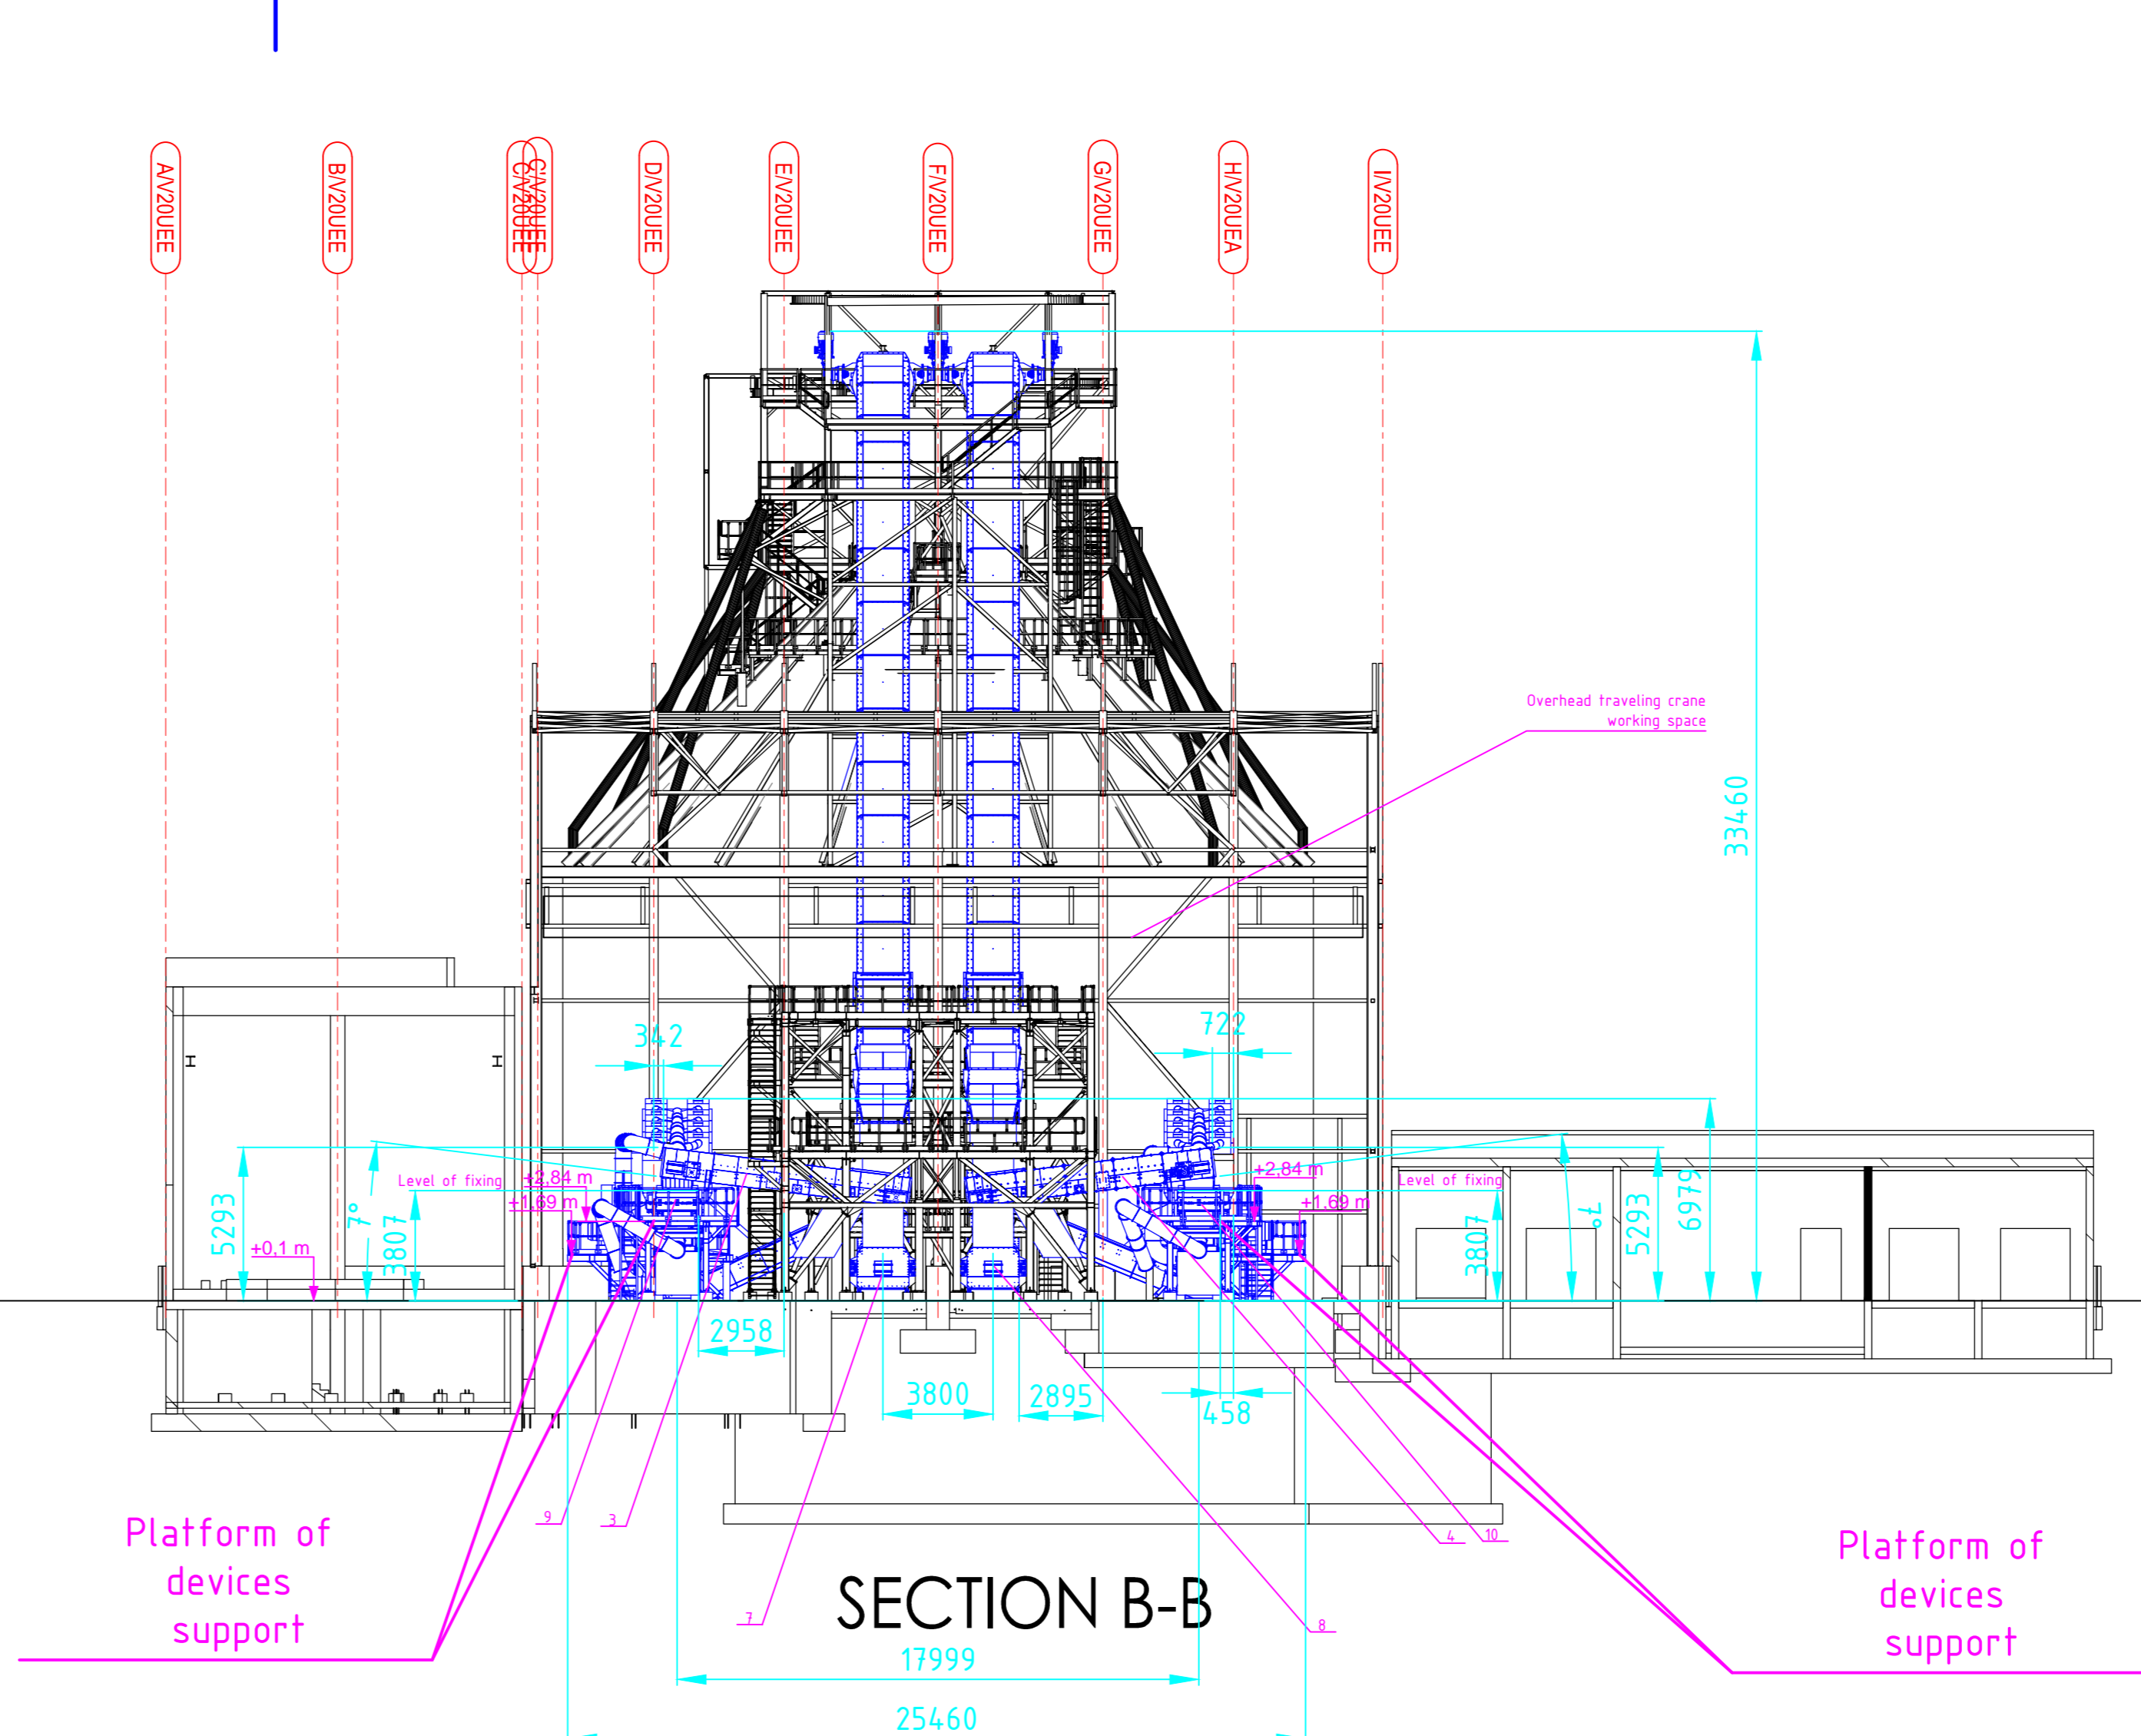 A/V20UEE
B/V20UEE
C/V20UEE
C'/V20UEE
D/V20UEE
E/V20UEE
F/V20UEE
G/V20UEE
H/V20UEA
I/V20UEE
Overhead traveling crane
working space
33460
342
722
5293
7°
3807
Level of fixing
+2,84 m
+1,69 m
+0,1 m
+2,84 m
+1,69 m
Level of fixing
3807
7°
5293
6979
2958
3800
2895
458
9
3
7
8
4
10
Platform of
devices
support
Platform of
devices
support
SECTION B-B
17999
25460